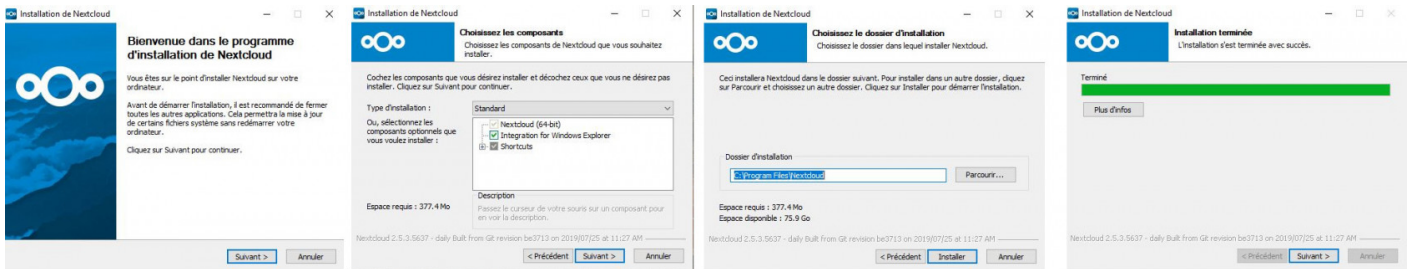 Installation de Nextcloud
Bienvenue dans le programme
d'installation de Nextcloud
Vous êtes sur le point d'installer Nextcloud sur votre
ordinateur.
Avant de démarrer l'installation, il est recommandé de fermer
toutes les autres applications. Cela permettra la mise à jour
de certains fichiers système sans redémarrer votre
ordinateur.
Cliquez sur Suivant pour continuer.
Suivant >
Annuler
Installation de Nextcloud
Choisissez les composants
Choisissez les composants de Nextcloud que vous souhaitez
installer.
Cochez les composants que vous désirez installer et décochez ceux que vous ne désirez pas
installer. Cliquez sur Suivant pour continuer.
Type d'installation :
Standard
Ou, sélectionnez les
composants optionnels que
vous voulez installer :
Nextcloud (64-bit)
Integration for Windows Explorer
Shortcuts
Espace requis : 377.4 Mo
Description
Passez le curseur de votre souris sur un composant pour
en voir la description.
Nextcloud 2.5.3.5637 - daily Built from Git revision be3713 on 2019/07/25 at 11:27 AM
< Précédent
Suivant >
Annuler
Installation de Nextcloud
Choisissez le dossier d'installation
Choisissez le dossier dans lequel installer Nextcloud.
Ceci installera Nextcloud dans le dossier suivant. Pour installer dans un autre dossier, cliquez
sur Parcourir et choisissez un autre dossier. Cliquez sur Installer pour démarrer l'installation.
Dossier d'installation
C:\Program Files\Nextcloud
Parcourir...
Espace requis : 377.4 Mo
Espace disponible : 75.9 Go
Nextcloud 2.5.3.5637 - daily Built from Git revision be3713 on 2019/07/25 at 11:27 AM
< Précédent
Installer
Annuler
Installation de Nextcloud
Installation terminée
L'installation s'est terminée avec succès.
Terminé
Plus d'infos
Nextcloud 2.5.3.5637 - daily Built from Git revision be3713 on 2019/07/25 at 11:27 AM
< Précédent
Suivant >
Annuler